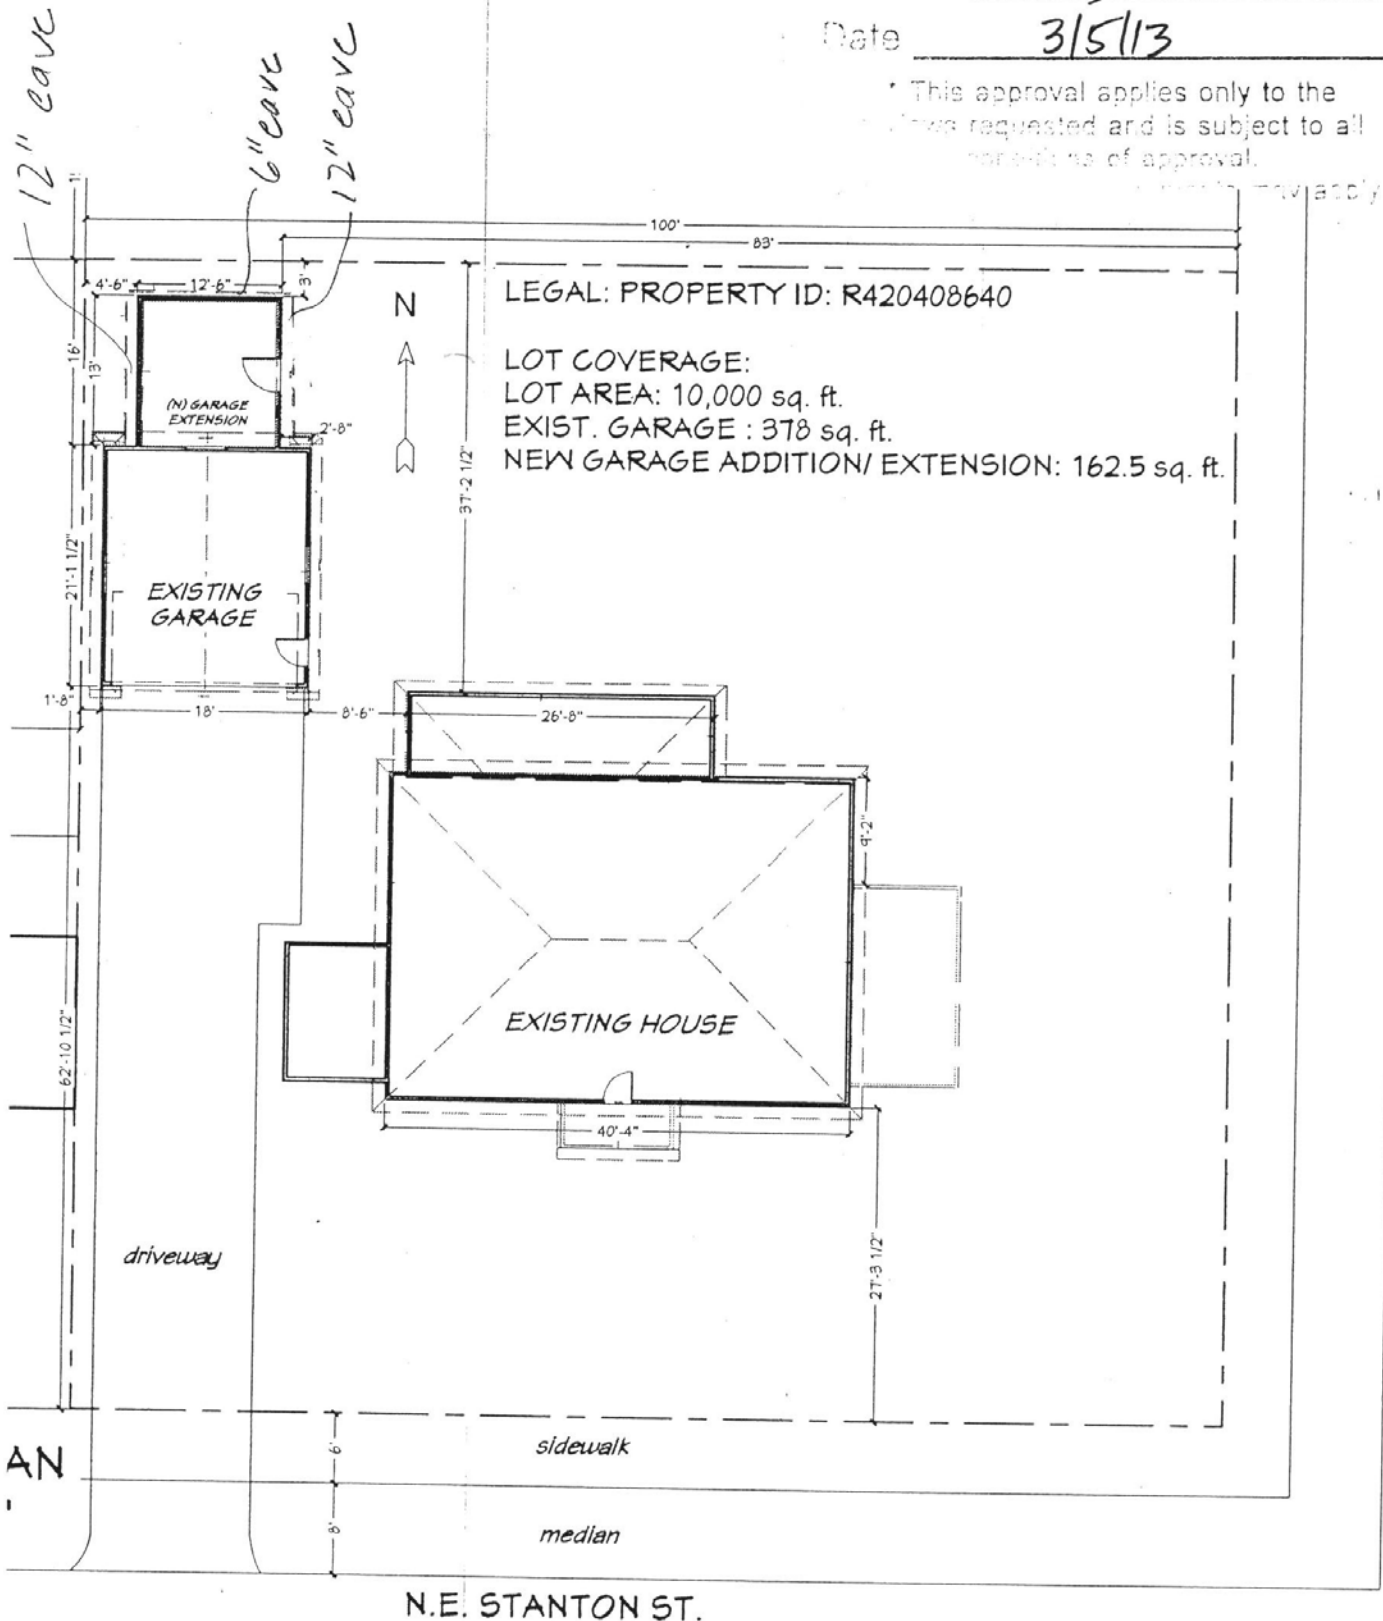 Date 3/5/13
* This approval applies only to the
requested and is subject to all
of approval.
may apply
12" eave
6" eave
12" eave
100'
83'
4'-6"
12'-6"
3'
16'
13'
N
LEGAL: PROPERTY ID: R420408640
LOT COVERAGE:
LOT AREA: 10,000 sq. ft.
EXIST. GARAGE : 378 sq. ft.
NEW GARAGE ADDITION/ EXTENSION: 162.5 sq. ft.
(N) GARAGE
EXTENSION
2'-8"
37'-2 1/2"
21'-1 1/2"
EXISTING
GARAGE
1'-8"
18'
8'-6"
26'-8"
9'-2"
62'-10 1/2"
EXISTING HOUSE
40'-4"
27'-3 1/2"
driveway
AN
6'
sidewalk
8'
median
N.E. STANTON ST.